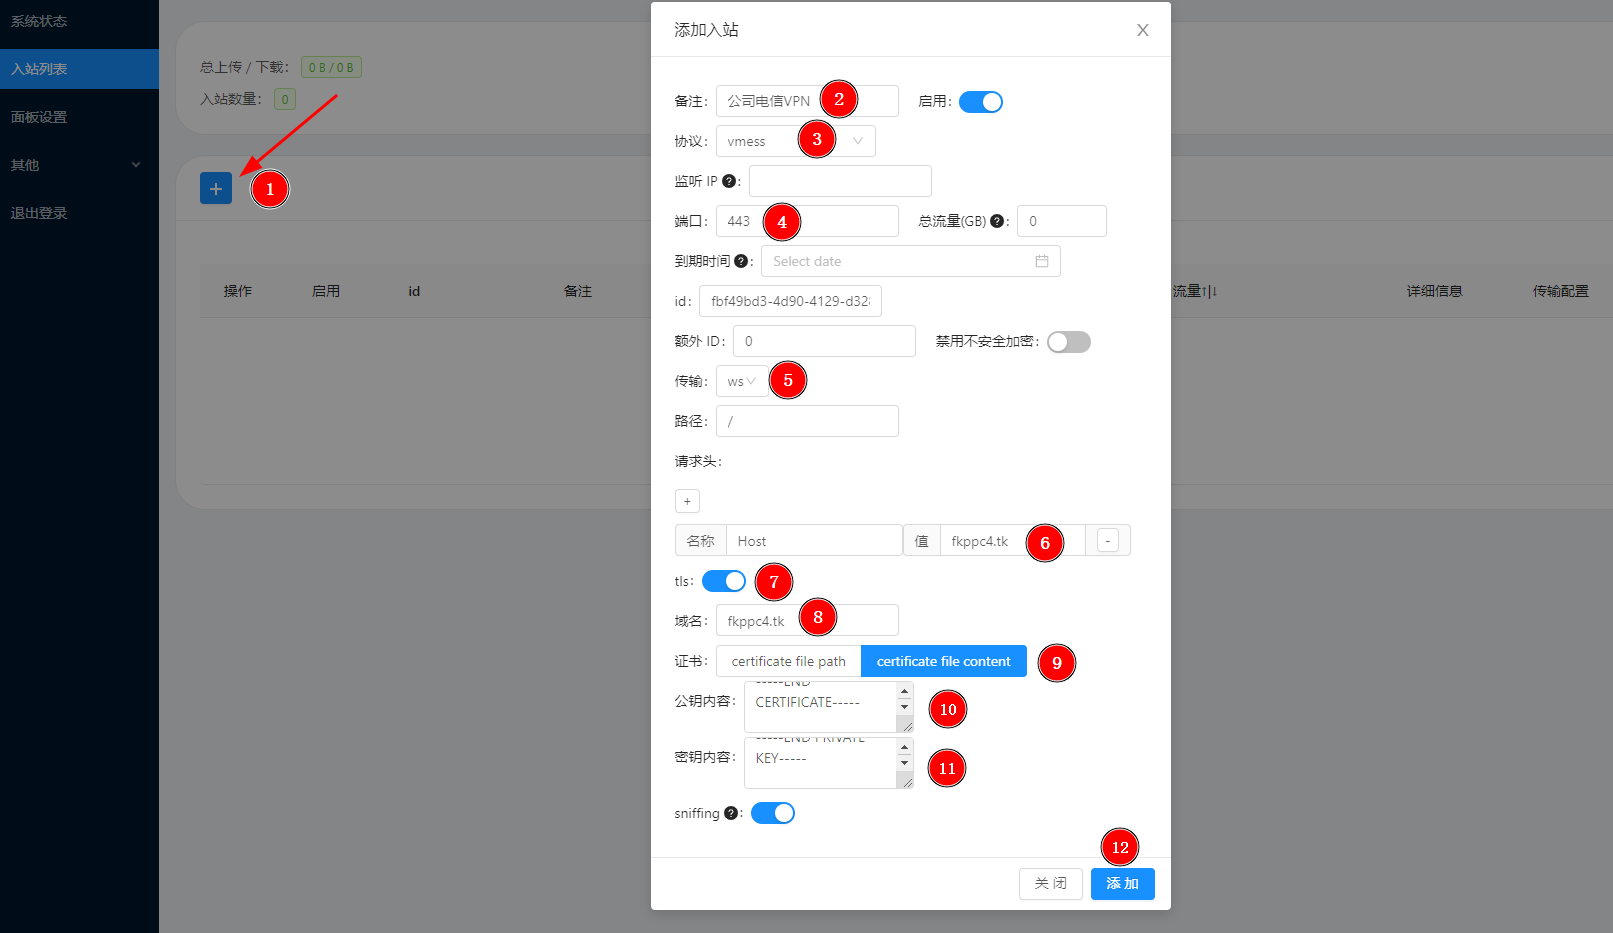 系统状态
入站列表
面板设置
其他
退出登录
总上传 / 下载： 0 B / 0 B
入站数量： 0
+ 1
操作 启用 id 备注 流量↑|↓ 详细信息 传输配置
添加入站
备注： 公司电信VPN 2 启用：
协议： vmess 3
监听 IP ? :
端口： 443 4 总流量(GB) ? : 0
到期时间 ? : Select date
id： fbf49bd3-4d90-4129-d328
额外 ID： 0 禁用不安全加密：
传输： ws 5
路径： /
请求头：
+
名称 Host 值 fkppc4.tk 6 -
tls： 7
域名： fkppc4.tk 8
证书： certificate file path certificate file content 9
公钥内容： -----END
CERTIFICATE----- 10
密钥内容： -----END PRIVATE
KEY----- 11
sniffing ? :
12
关 闭 添 加